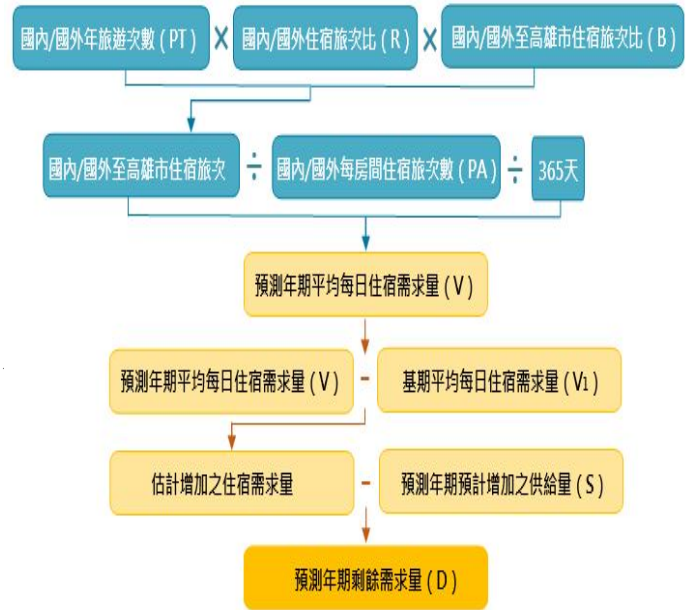 國內/國外年旅遊次數(PT) × 國內/國外住宿旅次比(R) × 國內/國外至高雄市住宿旅次比(B)
國內/國外至高雄市住宿旅次 ÷ 國內/國外每房間住宿旅次數(PA) ÷ 365天
預測年期平均每日住宿需求量(V)
預測年期平均每日住宿需求量(V) - 基期平均每日住宿需求量(V1)
估計增加之住宿需求量 - 預測年期預計增加之供給量(S)
預測年期剩餘需求量(D)